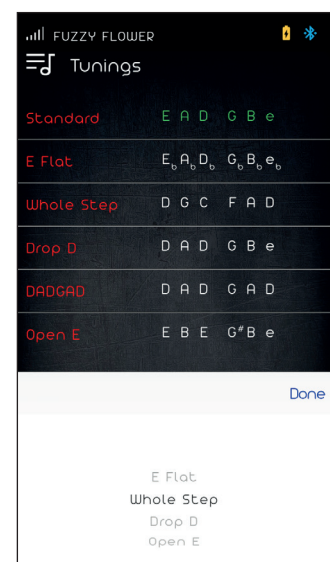 FUZZY FLOWER
Tunings
Standard E A D G B e
E Flat E♭A♭D♭ G♭B♭e♭
Whole Step D G C F A D
Drop D D A D G B e
DADGAD D A D G A D
Open E E B E G#B e
Done
E Flat
Whole Step
Drop D
Open E